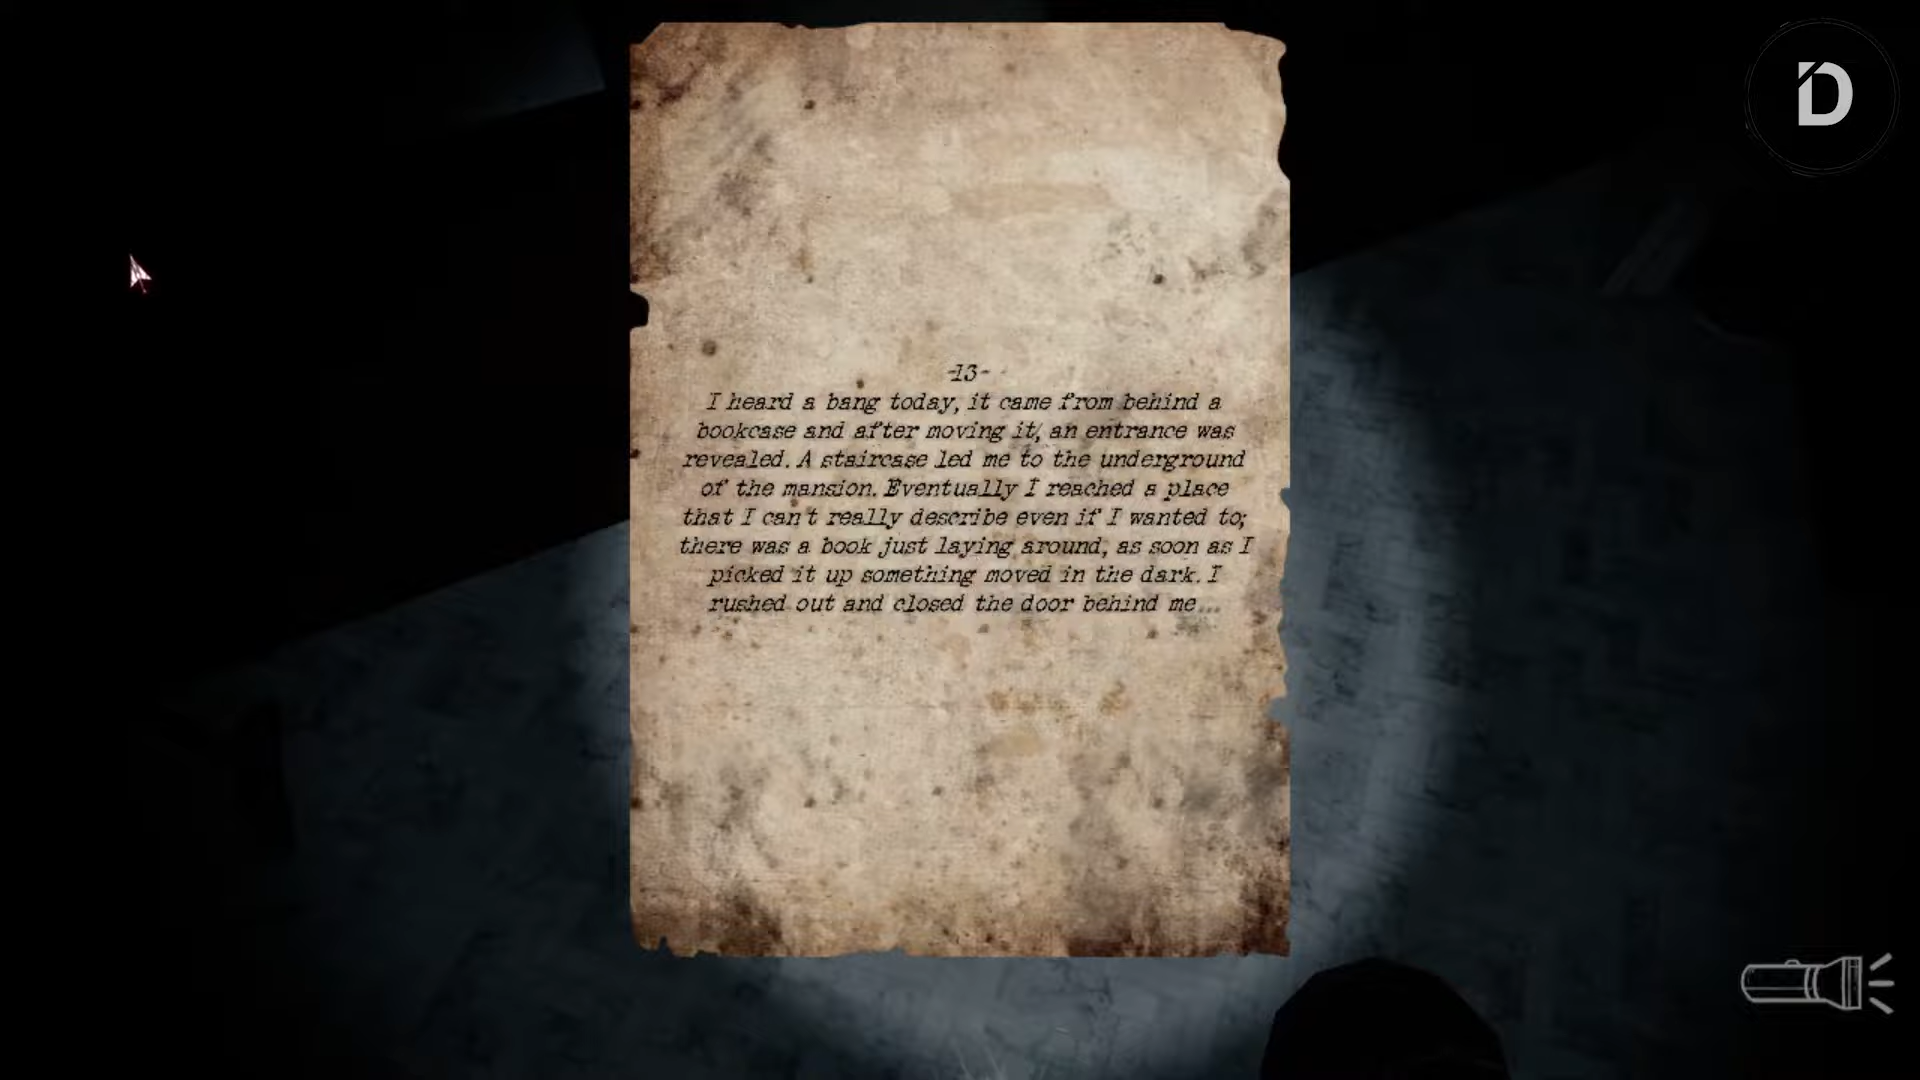 -13-
I heard a bang today, it came from behind a
bookcase and after moving it, an entrance was
revealed. A staircase led me to the underground
of the mansion. Eventually I reached a place
that I can't really describe even if I wanted to;
there was a book just laying around, as soon as I
picked it up something moved in the dark. I
rushed out and closed the door behind me...
D